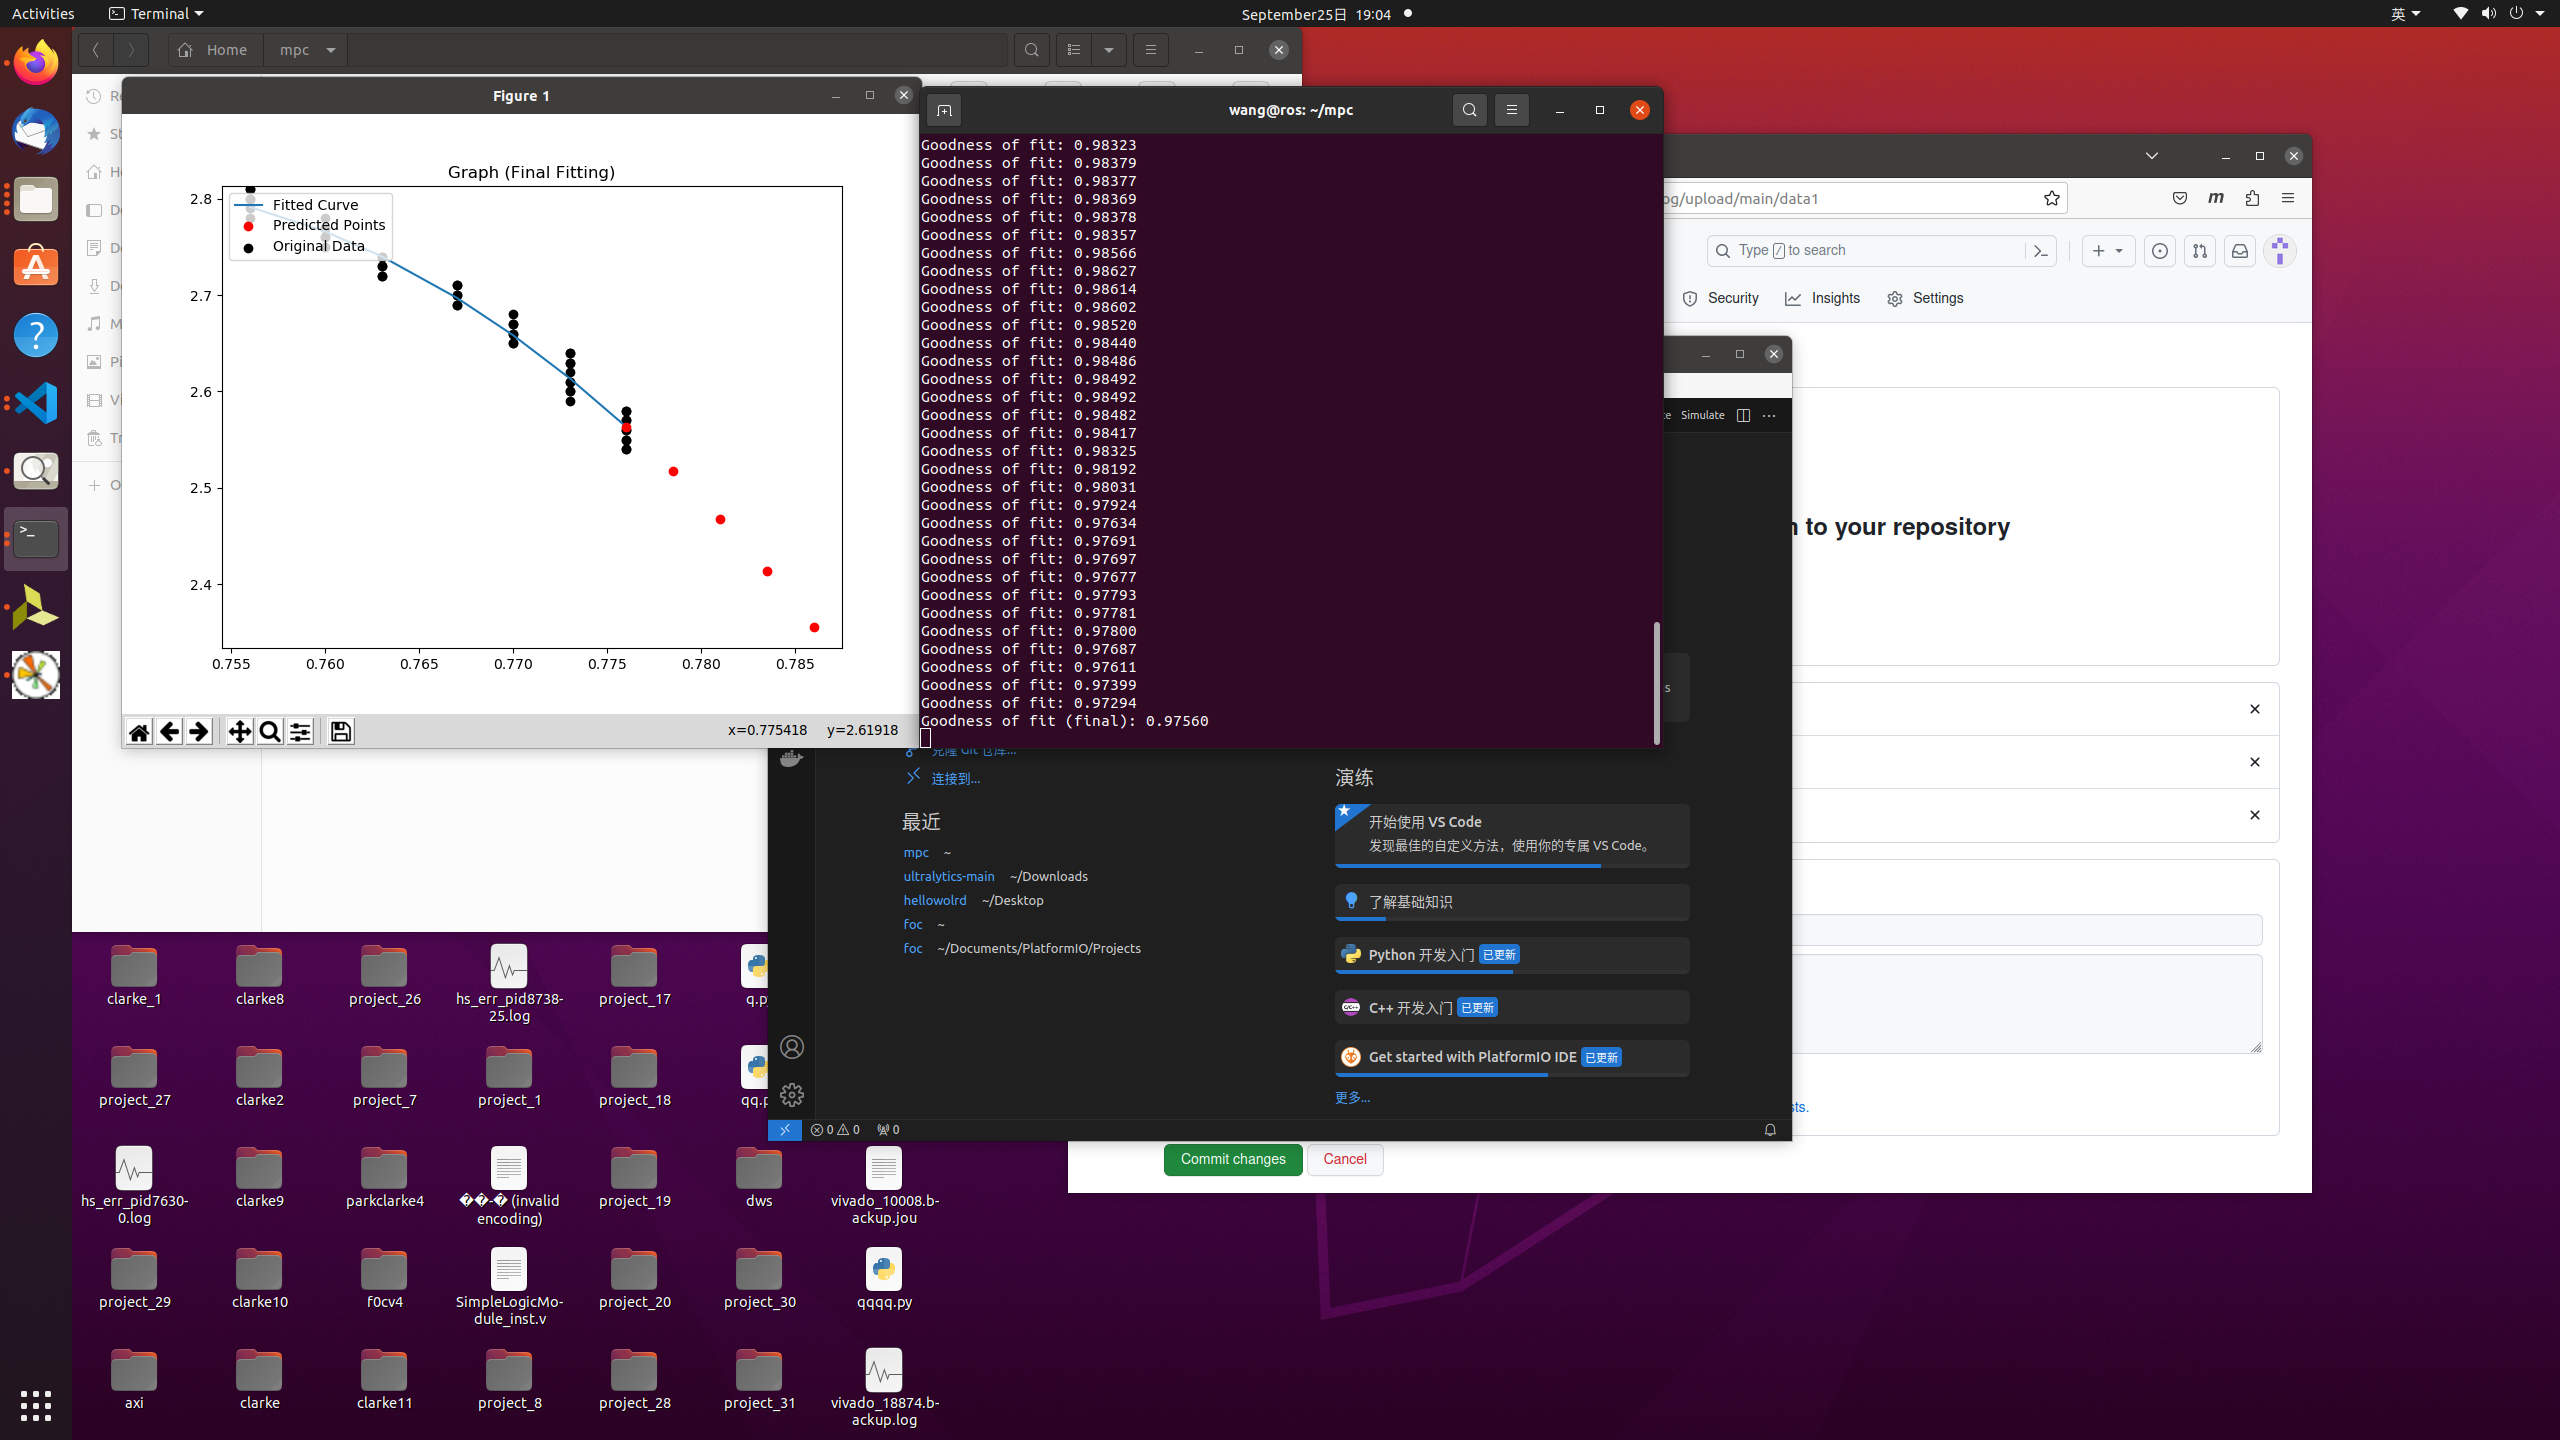 Activities
Terminal
September25日 19:04
英
Home
mpc
Figure 1
Graph (Final Fitting)
Fitted Curve
Predicted Points
Original Data
2.8
2.7
2.6
2.5
2.4
0.755 0.760 0.765 0.770 0.775 0.780 0.785
x=0.775418 y=2.61918
wang@ros: ~/mpc
Goodness of fit: 0.98323
Goodness of fit: 0.98379
Goodness of fit: 0.98377
Goodness of fit: 0.98369
Goodness of fit: 0.98378
Goodness of fit: 0.98357
Goodness of fit: 0.98566
Goodness of fit: 0.98627
Goodness of fit: 0.98614
Goodness of fit: 0.98602
Goodness of fit: 0.98520
Goodness of fit: 0.98440
Goodness of fit: 0.98486
Goodness of fit: 0.98492
Goodness of fit: 0.98492
Goodness of fit: 0.98482
Goodness of fit: 0.98417
Goodness of fit: 0.98325
Goodness of fit: 0.98192
Goodness of fit: 0.98031
Goodness of fit: 0.97924
Goodness of fit: 0.97634
Goodness of fit: 0.97691
Goodness of fit: 0.97697
Goodness of fit: 0.97677
Goodness of fit: 0.97793
Goodness of fit: 0.97781
Goodness of fit: 0.97800
Goodness of fit: 0.97687
Goodness of fit: 0.97611
Goodness of fit: 0.97399
Goodness of fit: 0.97294
Goodness of fit (final): 0.97560
og/upload/main/data1
Type / to search
Security
Insights
Settings
to your repository
Simulate
连接到...
最近
mpc ~
ultralytics-main ~/Downloads
hellowolrd ~/Desktop
foc ~
foc ~/Documents/PlatformIO/Projects
演练
开始使用 VS Code
发现最佳的自定义方法，使用你的专属 VS Code。
了解基础知识
Python 开发入门 已更新
C++ 开发入门 已更新
Get started with PlatformIO IDE 已更新
更多...
0 0 0
Commit changes
Cancel
clarke_1
clarke8
project_26
hs_err_pid8738-
25.log
project_17
project_27
clarke2
project_7
project_1
project_18
hs_err_pid7630-
0.log
clarke9
parkclarke4
��-� (invalid
encoding)
project_19
dws
vivado_10008.b-
ackup.jou
project_29
clarke10
f0cv4
SimpleLogicMo-
dule_inst.v
project_20
project_30
qqqq.py
axi
clarke
clarke11
project_8
project_28
project_31
vivado_18874.b-
ackup.log